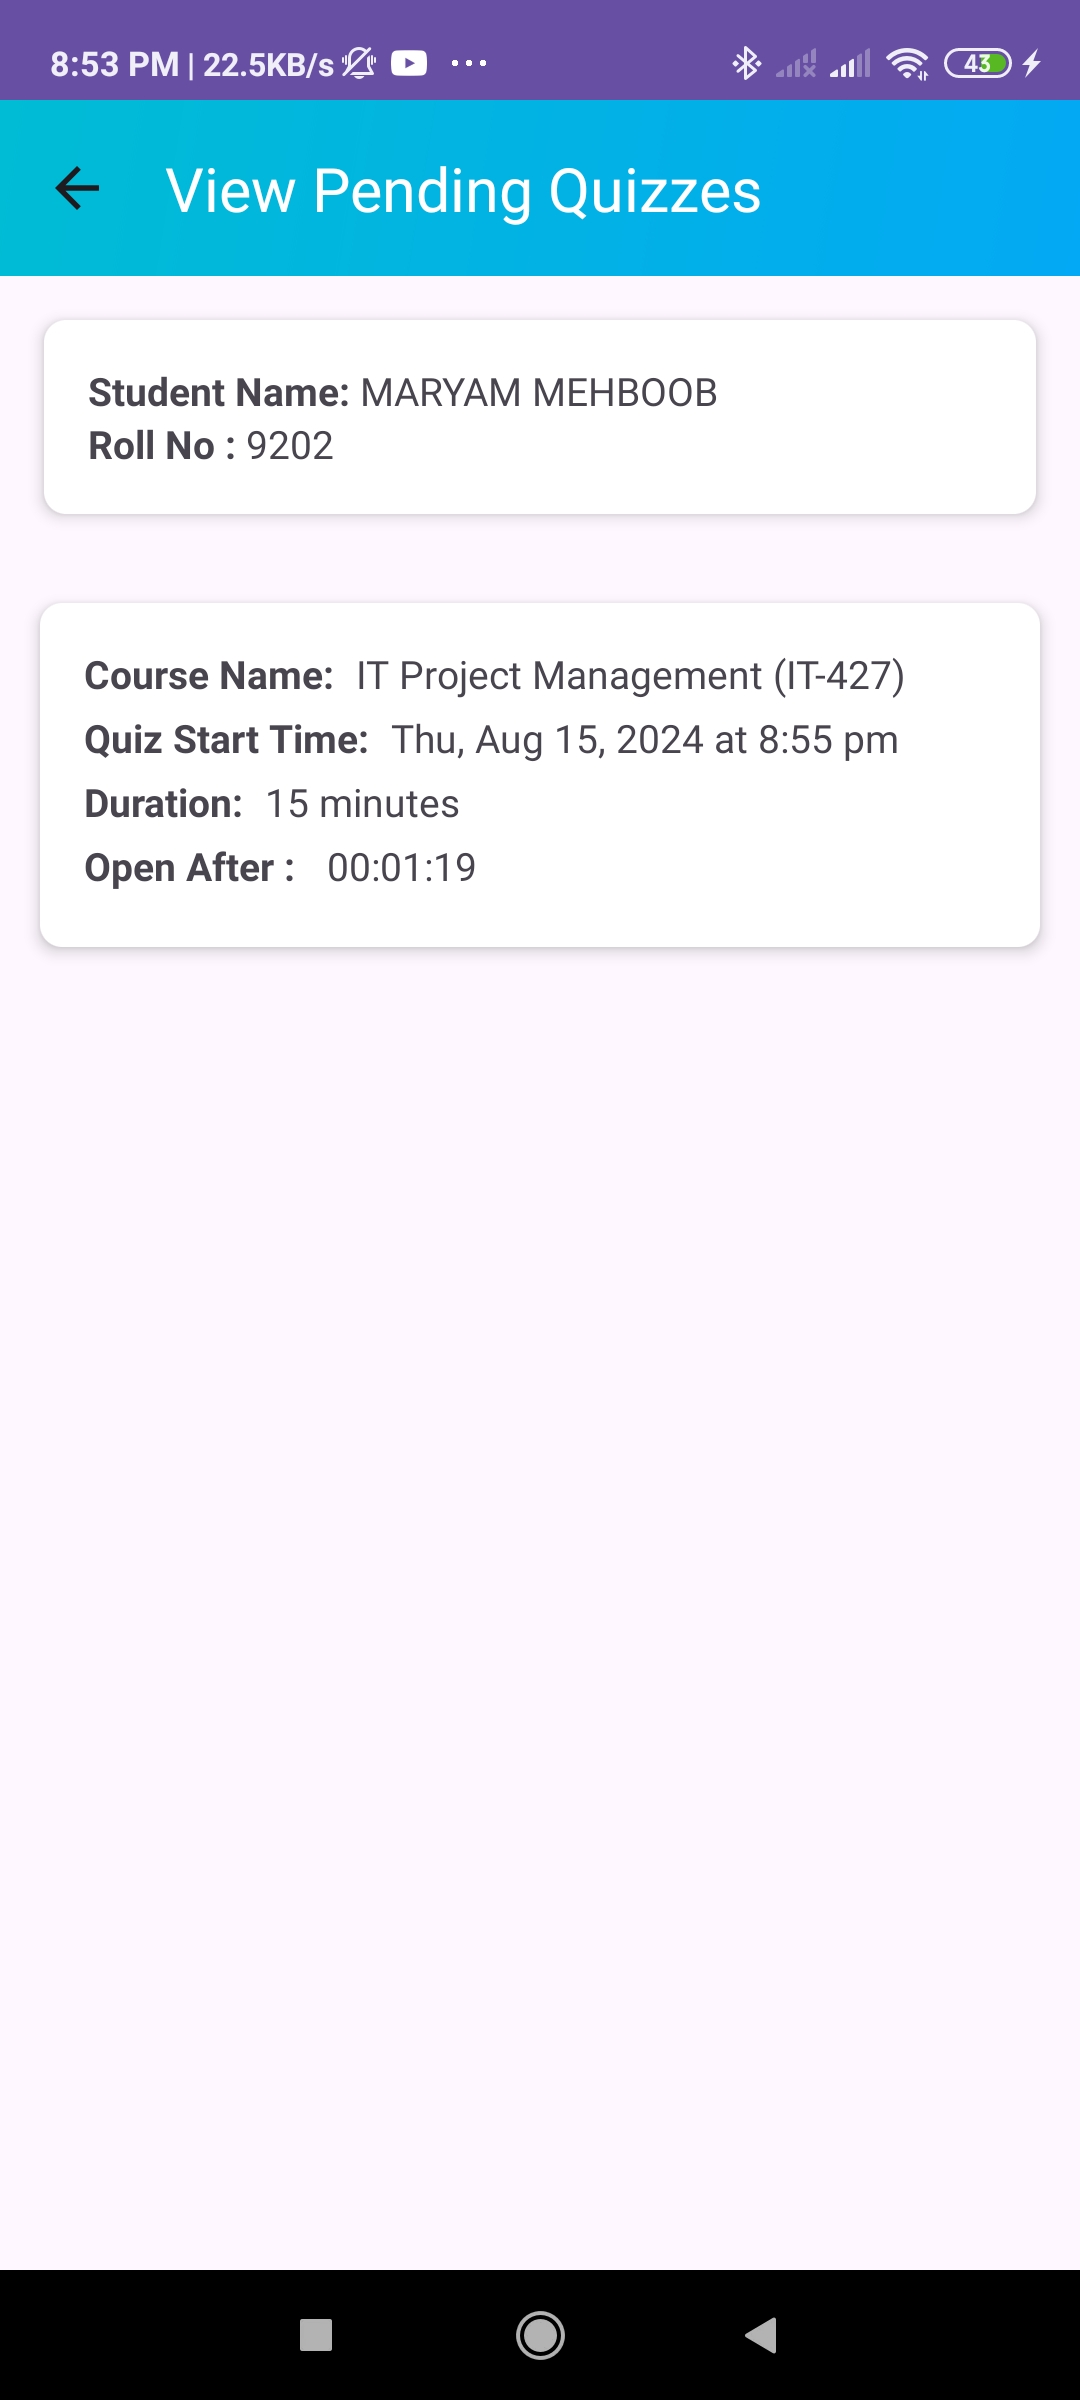 8:53 PM | 22.5KB/s 43
View Pending Quizzes
Student Name: MARYAM MEHBOOB
Roll No : 9202
Course Name: IT Project Management (IT-427)
Quiz Start Time: Thu, Aug 15, 2024 at 8:55 pm
Duration: 15 minutes
Open After : 00:01:19